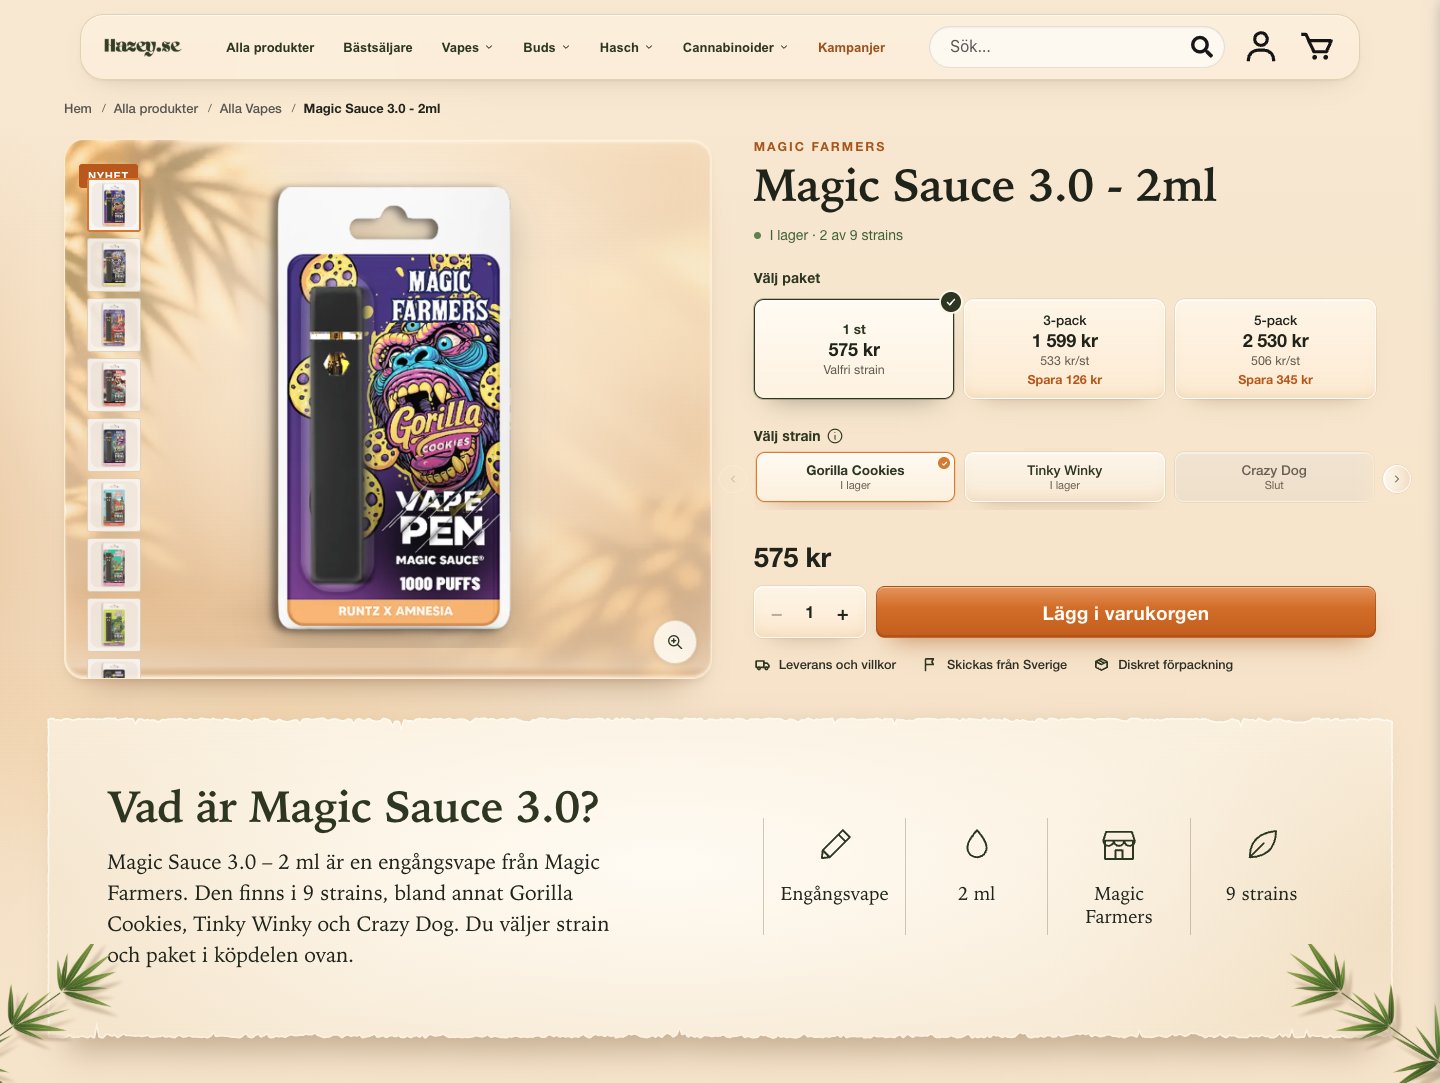 Hazey.se
Alla produkter
Bästsäljare
Vapes
Buds
Hasch
Cannabinoider
Kampanjer
Sök...
Hem / Alla produkter / Alla Vapes / Magic Sauce 3.0 - 2ml
NYHET
MAGIC
FARMERS
Gorilla
COOKIES
VAPE
PEN
MAGIC SAUCE®
1000 PUFFS
RUNTZ X AMNESIA
MAGIC FARMERS
Magic Sauce 3.0 - 2ml
I lager · 2 av 9 strains
Välj paket
1 st
575 kr
Valfri strain
3-pack
1 599 kr
533 kr/st
Spara 126 kr
5-pack
2 530 kr
506 kr/st
Spara 345 kr
Välj strain
Gorilla Cookies
I lager
Tinky Winky
I lager
Crazy Dog
Slut
575 kr
− 1 +
Lägg i varukorgen
Leverans och villkor
Skickas från Sverige
Diskret förpackning
Vad är Magic Sauce 3.0?
Magic Sauce 3.0 – 2 ml är en engångsvape från Magic
Farmers. Den finns i 9 strains, bland annat Gorilla
Cookies, Tinky Winky och Crazy Dog. Du väljer strain
och paket i köpdelen ovan.
Engångsvape
2 ml
Magic
Farmers
9 strains